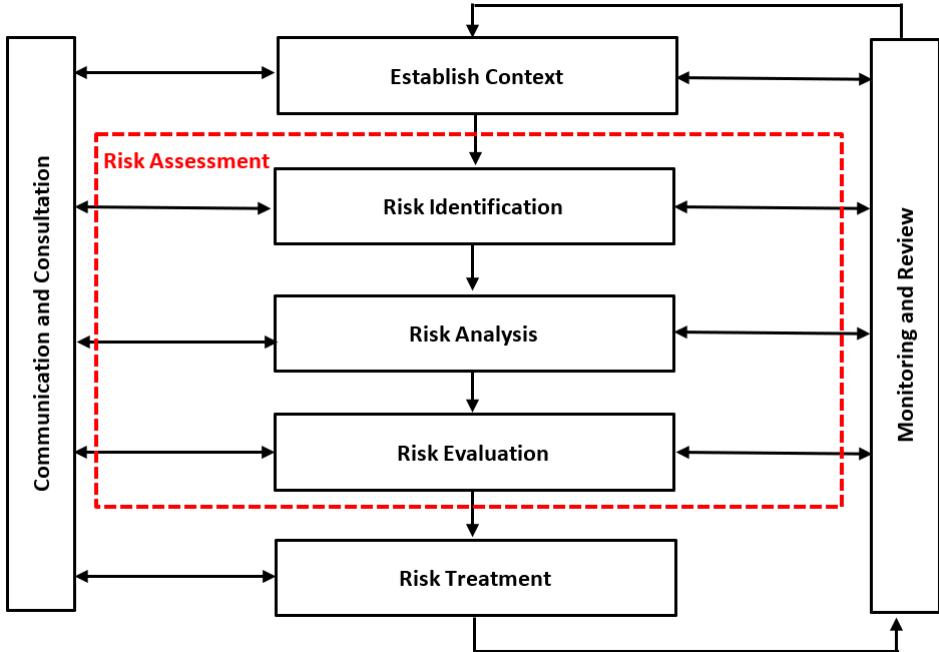 Establish Context
Risk Assessment
Risk Identification
Risk Analysis
Risk Evaluation
Risk Treatment
Communication and Consultation
Monitoring and Review